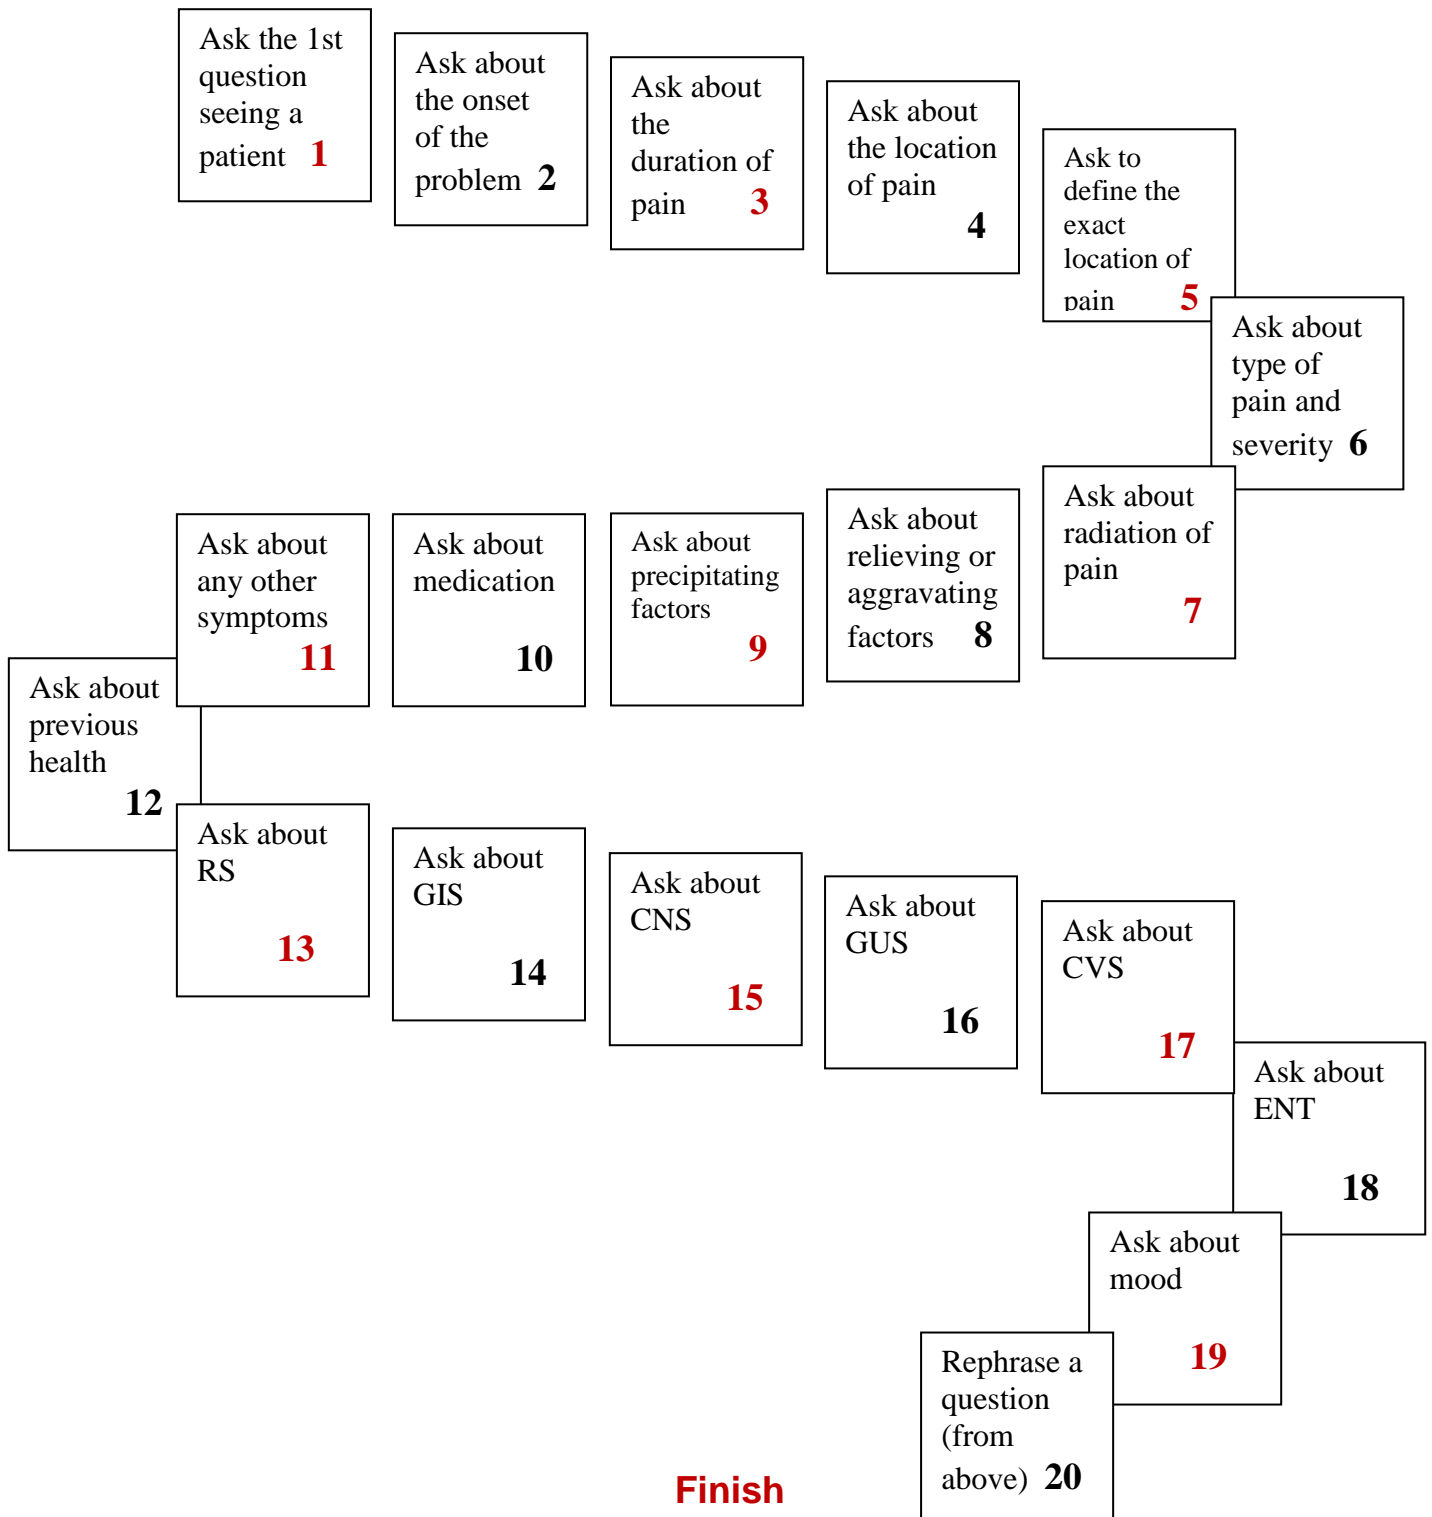 Ask the 1st
question
seeing a
patient 1
Ask about
the onset
of the
problem 2
Ask about
the
duration of
pain 3
Ask about
the location
of pain
4
Ask to
define the
exact
location of
pain 5
Ask about
type of
pain and
severity 6
Ask about
radiation of
pain
7
Ask about
relieving or
aggravating
factors 8
Ask about
precipitating
factors
9
Ask about
medication
10
Ask about
any other
symptoms
11
Ask about
previous
health
12
Ask about
RS
13
Ask about
GIS
14
Ask about
CNS
15
Ask about
GUS
16
Ask about
CVS
17
Ask about
ENT
18
Ask about
mood
19
Rephrase a
question
(from
above) 20
Finish